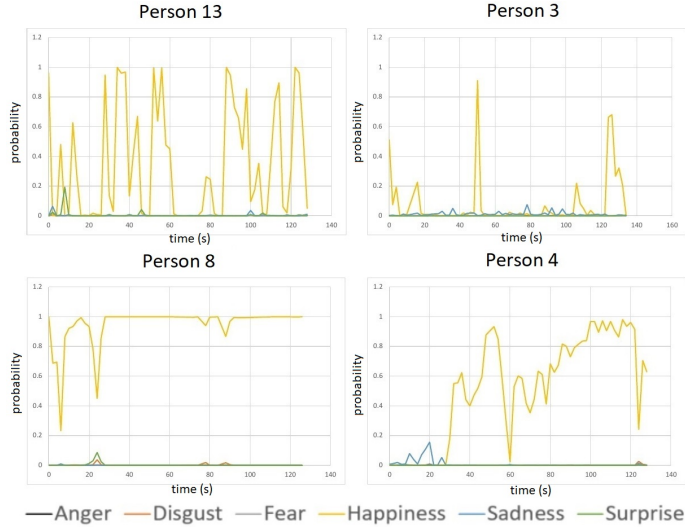 Person 13
Person 3
1.2
1
0.8
0.6
0.4
0.2
0
probability
0 20 40 60 80 100 120 140
time (s)
1.2
1
0.8
0.6
0.4
0.2
0
probability
0 20 40 60 80 100 120 140 160
time (s)
Person 8
Person 4
1.2
1
0.8
0.6
0.4
0.2
0
probability
0 20 40 60 80 100 120 140
time (s)
1.2
1
0.8
0.6
0.4
0.2
0
probability
0 20 40 60 80 100 120 140
time (s)
Anger Disgust Fear Happiness Sadness Surprise